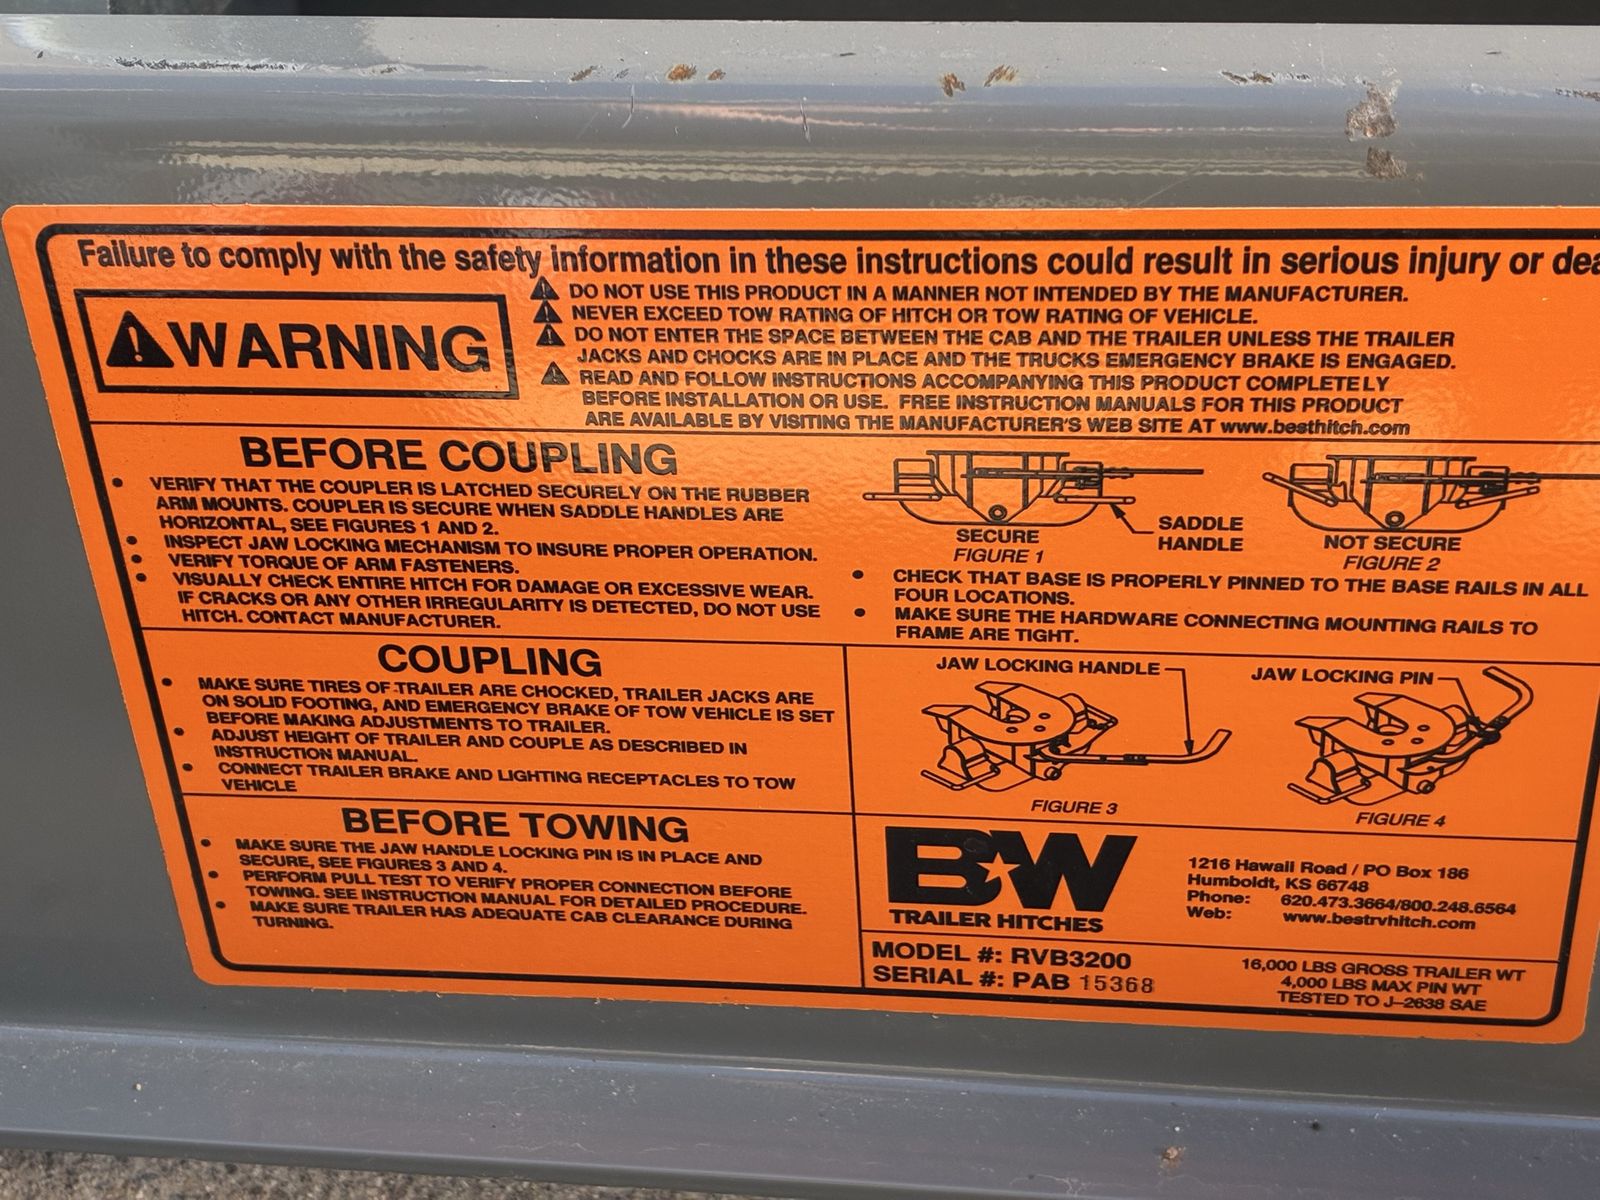 Failure to comply with the safety information in these instructions could result in serious injury or dea
WARNING
DO NOT USE THIS PRODUCT IN A MANNER NOT INTENDED BY THE MANUFACTURER.
NEVER EXCEED TOW RATING OF HITCH OR TOW RATING OF VEHICLE.
DO NOT ENTER THE SPACE BETWEEN THE CAB AND THE TRAILER UNLESS THE TRAILER
JACKS AND CHOCKS ARE IN PLACE AND THE TRUCKS EMERGENCY BRAKE IS ENGAGED.
READ AND FOLLOW INSTRUCTIONS ACCOMPANYING THIS PRODUCT COMPLETELY
BEFORE INSTALLATION OR USE. FREE INSTRUCTION MANUALS FOR THIS PRODUCT
ARE AVAILABLE BY VISITING THE MANUFACTURER'S WEB SITE AT www.besthitch.com
BEFORE COUPLING
• VERIFY THAT THE COUPLER IS LATCHED SECURELY ON THE RUBBER
ARM MOUNTS. COUPLER IS SECURE WHEN SADDLE HANDLES ARE
HORIZONTAL, SEE FIGURES 1 AND 2.
• INSPECT JAW LOCKING MECHANISM TO INSURE PROPER OPERATION.
• VERIFY TORQUE OF ARM FASTENERS.
• VISUALLY CHECK ENTIRE HITCH FOR DAMAGE OR EXCESSIVE WEAR.
IF CRACKS OR ANY OTHER IRREGULARITY IS DETECTED, DO NOT USE
HITCH. CONTACT MANUFACTURER.
SECURE
FIGURE 1
SADDLE
HANDLE
NOT SECURE
FIGURE 2
• CHECK THAT BASE IS PROPERLY PINNED TO THE BASE RAILS IN ALL
FOUR LOCATIONS.
• MAKE SURE THE HARDWARE CONNECTING MOUNTING RAILS TO
FRAME ARE TIGHT.
COUPLING
• MAKE SURE TIRES OF TRAILER ARE CHOCKED, TRAILER JACKS ARE
ON SOLID FOOTING, AND EMERGENCY BRAKE OF TOW VEHICLE IS SET
BEFORE MAKING ADJUSTMENTS TO TRAILER.
• ADJUST HEIGHT OF TRAILER AND COUPLE AS DESCRIBED IN
INSTRUCTION MANUAL.
• CONNECT TRAILER BRAKE AND LIGHTING RECEPTACLES TO TOW
VEHICLE
JAW LOCKING HANDLE
FIGURE 3
JAW LOCKING PIN
FIGURE 4
BEFORE TOWING
• MAKE SURE THE JAW HANDLE LOCKING PIN IS IN PLACE AND
SECURE, SEE FIGURES 3 AND 4.
• PERFORM PULL TEST TO VERIFY PROPER CONNECTION BEFORE
TOWING. SEE INSTRUCTION MANUAL FOR DETAILED PROCEDURE.
• MAKE SURE TRAILER HAS ADEQUATE CAB CLEARANCE DURING
TURNING.
B★W
TRAILER HITCHES
1216 Hawaii Road / PO Box 186
Humboldt, KS 66748
Phone: 620.473.3664/800.248.6564
Web: www.bestrvhitch.com
MODEL #: RVB3200
SERIAL #: PAB 15368
16,000 LBS GROSS TRAILER WT
4,000 LBS MAX PIN WT
TESTED TO J-2638 SAE